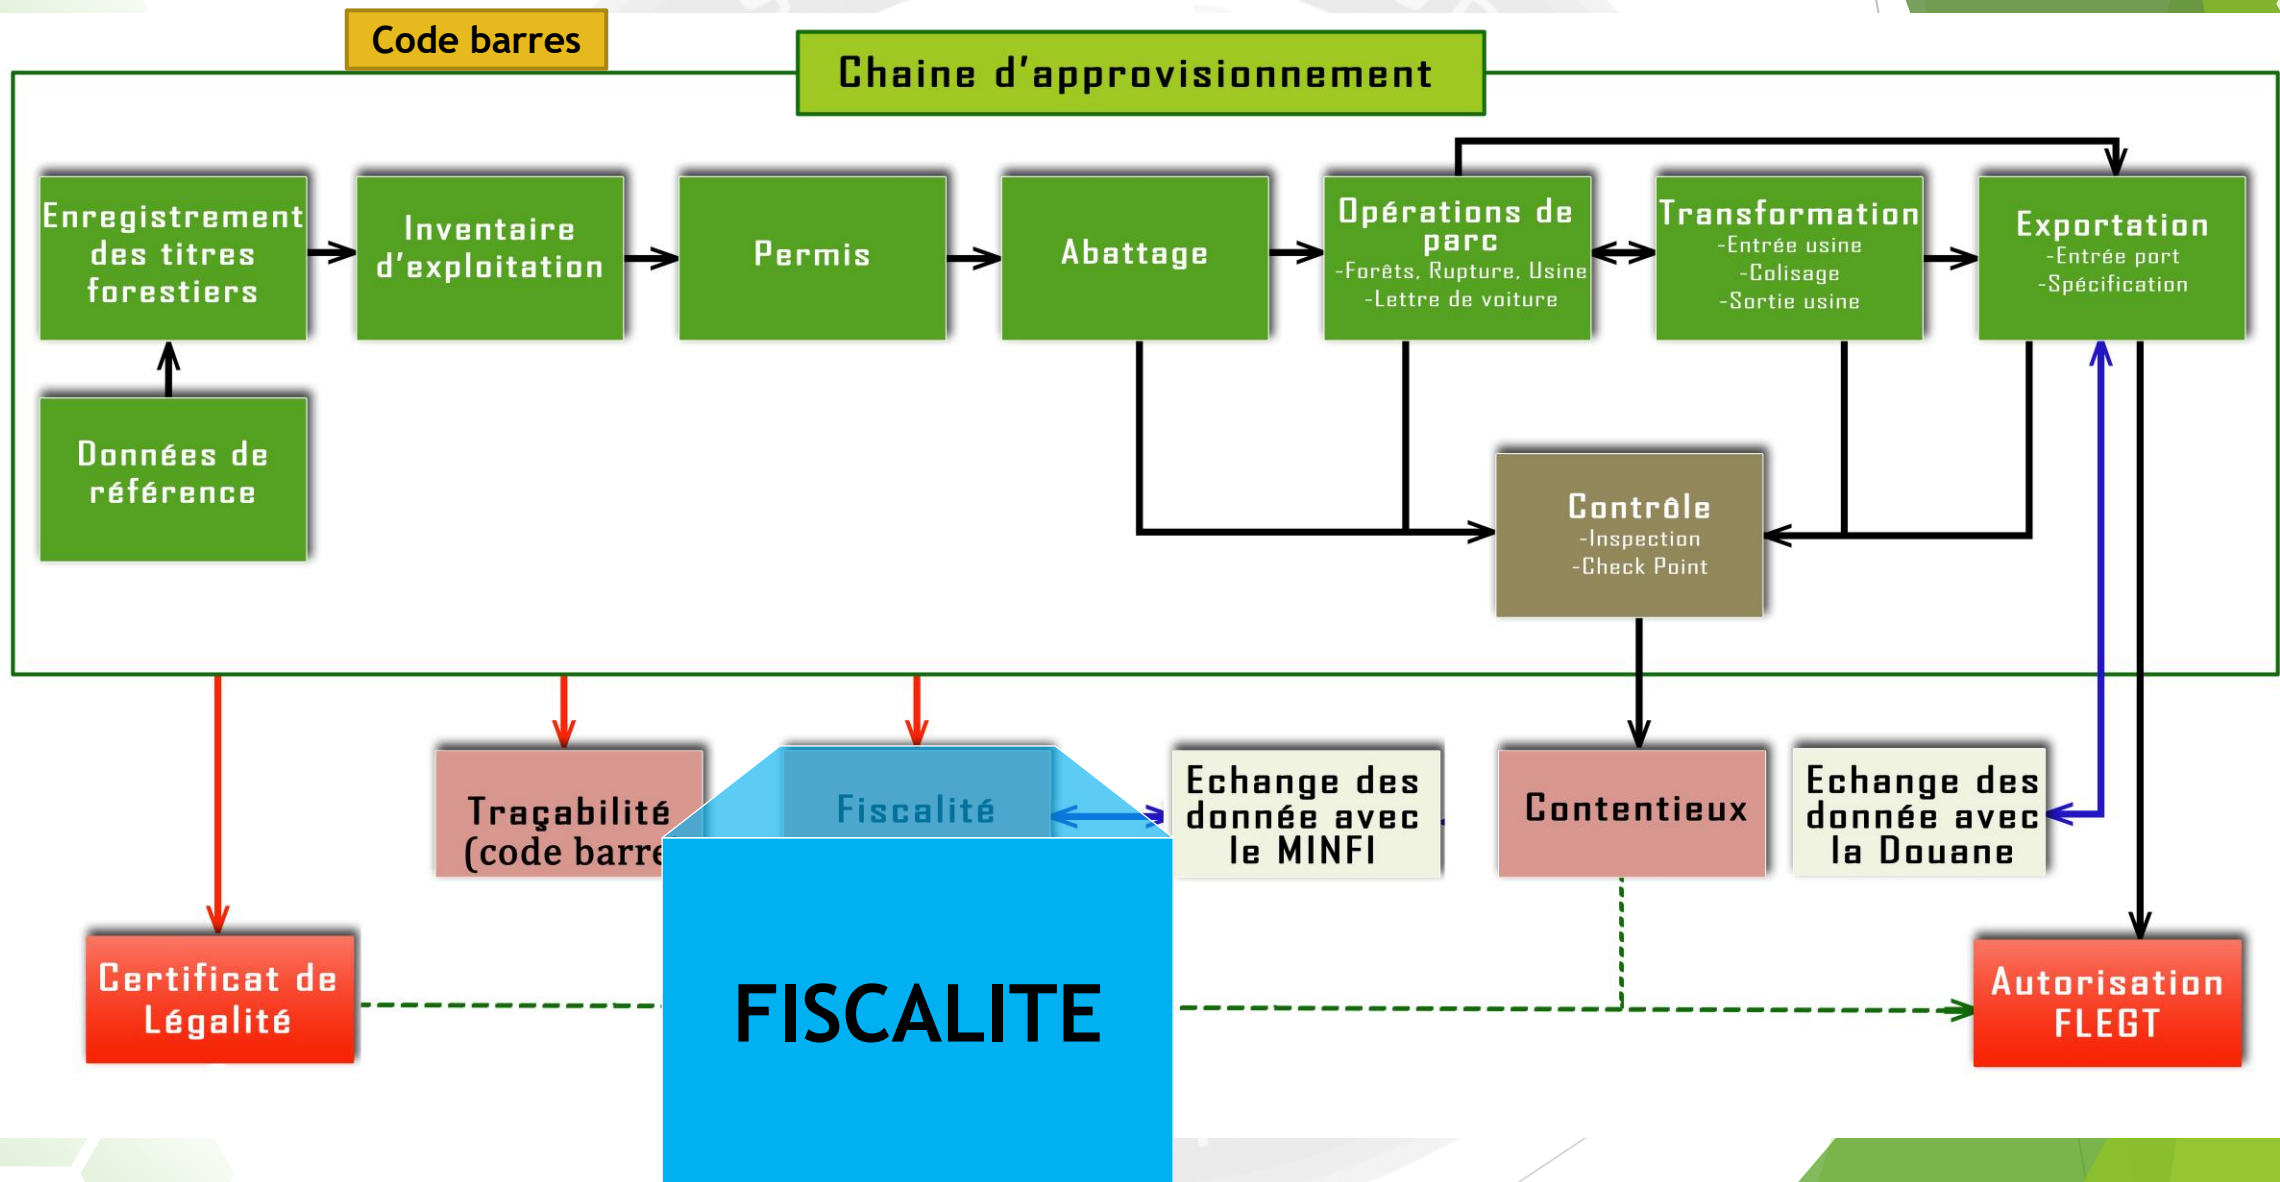 Code barres
Chaine d'approvisionnement
Enregistrement
des titres
forestiers
Inventaire
d'exploitation
Permis
Abattage
Opérations de
parc
-Forêts, Rupture, Usine
-Lettre de voiture
Transformation
-Entrée usine
-Colisage
-Sortie usine
Exportation
-Entrée port
-Spécification
Données de
référence
Contrôle
-Inspection
-Check Point
Traçabilité
(code barre
Fiscalité
Echange des
donnée avec
le MINFI
Contentieux
Echange des
donnée avec
la Douane
Certificat de
Légalité
FISCALITE
Autorisation
FLEGT